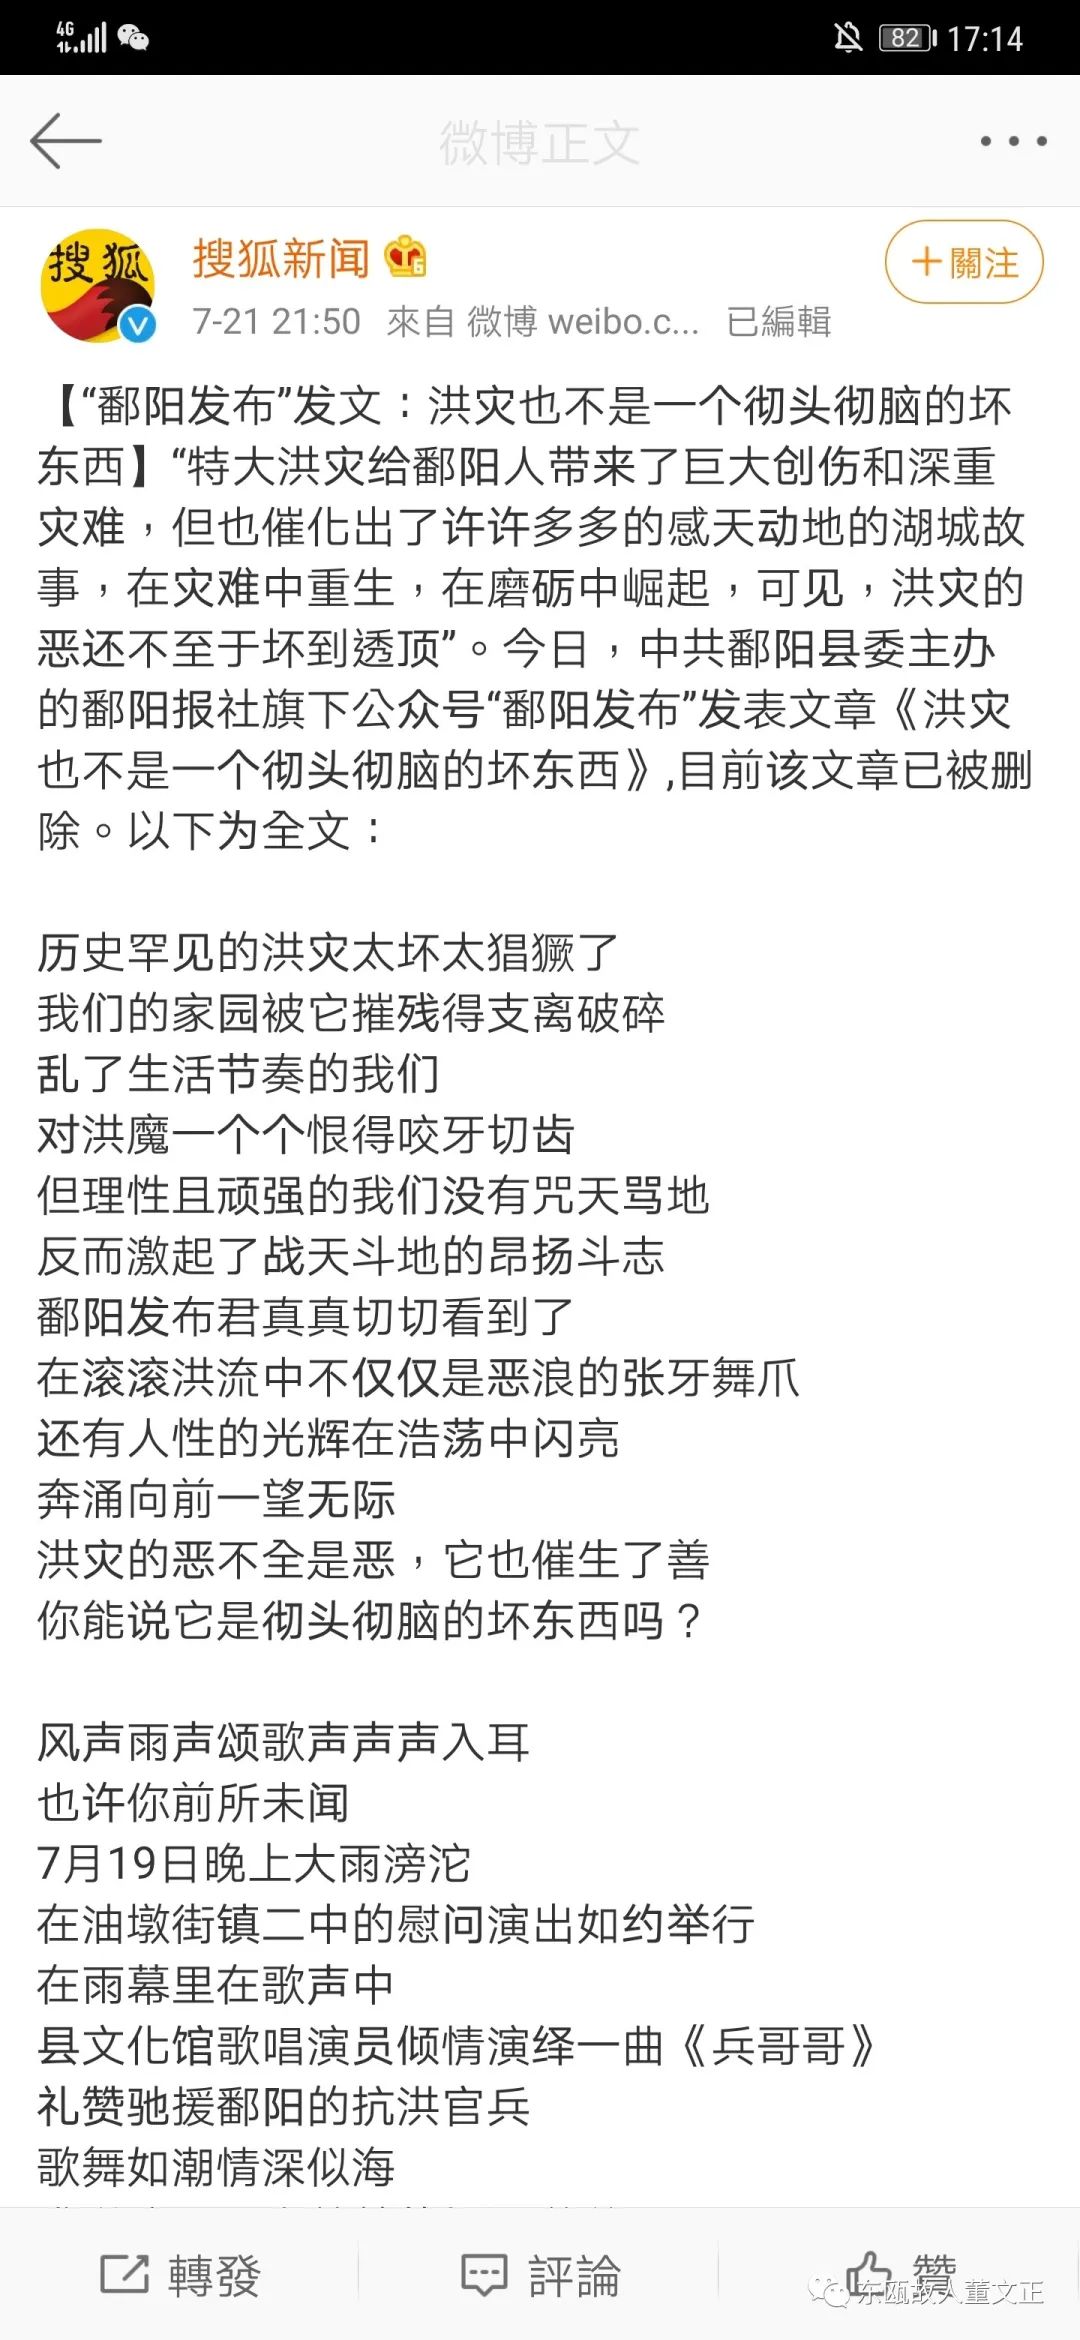 4G
82
17:14
微博正文
搜狐
搜狐新闻
6
+關注
7-21 21:50 來自 微博 weibo.c... 已編輯
【“鄱阳发布”发文：洪灾也不是一个彻头彻脑的坏
东西】“特大洪灾给鄱阳人带来了巨大创伤和深重
灾难，但也催化出了许许多多的感天动地的湖城故
事，在灾难中重生，在磨砺中崛起，可见，洪灾的
恶还不至于坏到透顶”。今日，中共鄱阳县委主办
的鄱阳报社旗下公众号“鄱阳发布”发表文章《洪灾
也不是一个彻头彻脑的坏东西》,目前该文章已被删
除。以下为全文：
历史罕见的洪灾太坏太猖獗了
我们的家园被它摧残得支离破碎
乱了生活节奏的我们
对洪魔一个个恨得咬牙切齿
但理性且顽强的我们没有咒天骂地
反而激起了战天斗地的昂扬斗志
鄱阳发布君真真切切看到了
在滚滚洪流中不仅仅是恶浪的张牙舞爪
还有人性的光辉在浩荡中闪亮
奔涌向前一望无际
洪灾的恶不全是恶，它也催生了善
你能说它是彻头彻脑的坏东西吗？
风声雨声颂歌声声声入耳
也许你前所未闻
7月19日晚上大雨滂沱
在油墩街镇二中的慰问演出如约举行
在雨幕里在歌声中
县文化馆歌唱演员倾情演绎一曲《兵哥哥》
礼赞驰援鄱阳的抗洪官兵
歌舞如潮情深似海
轉發
評論
贊
东瓯故人董文正